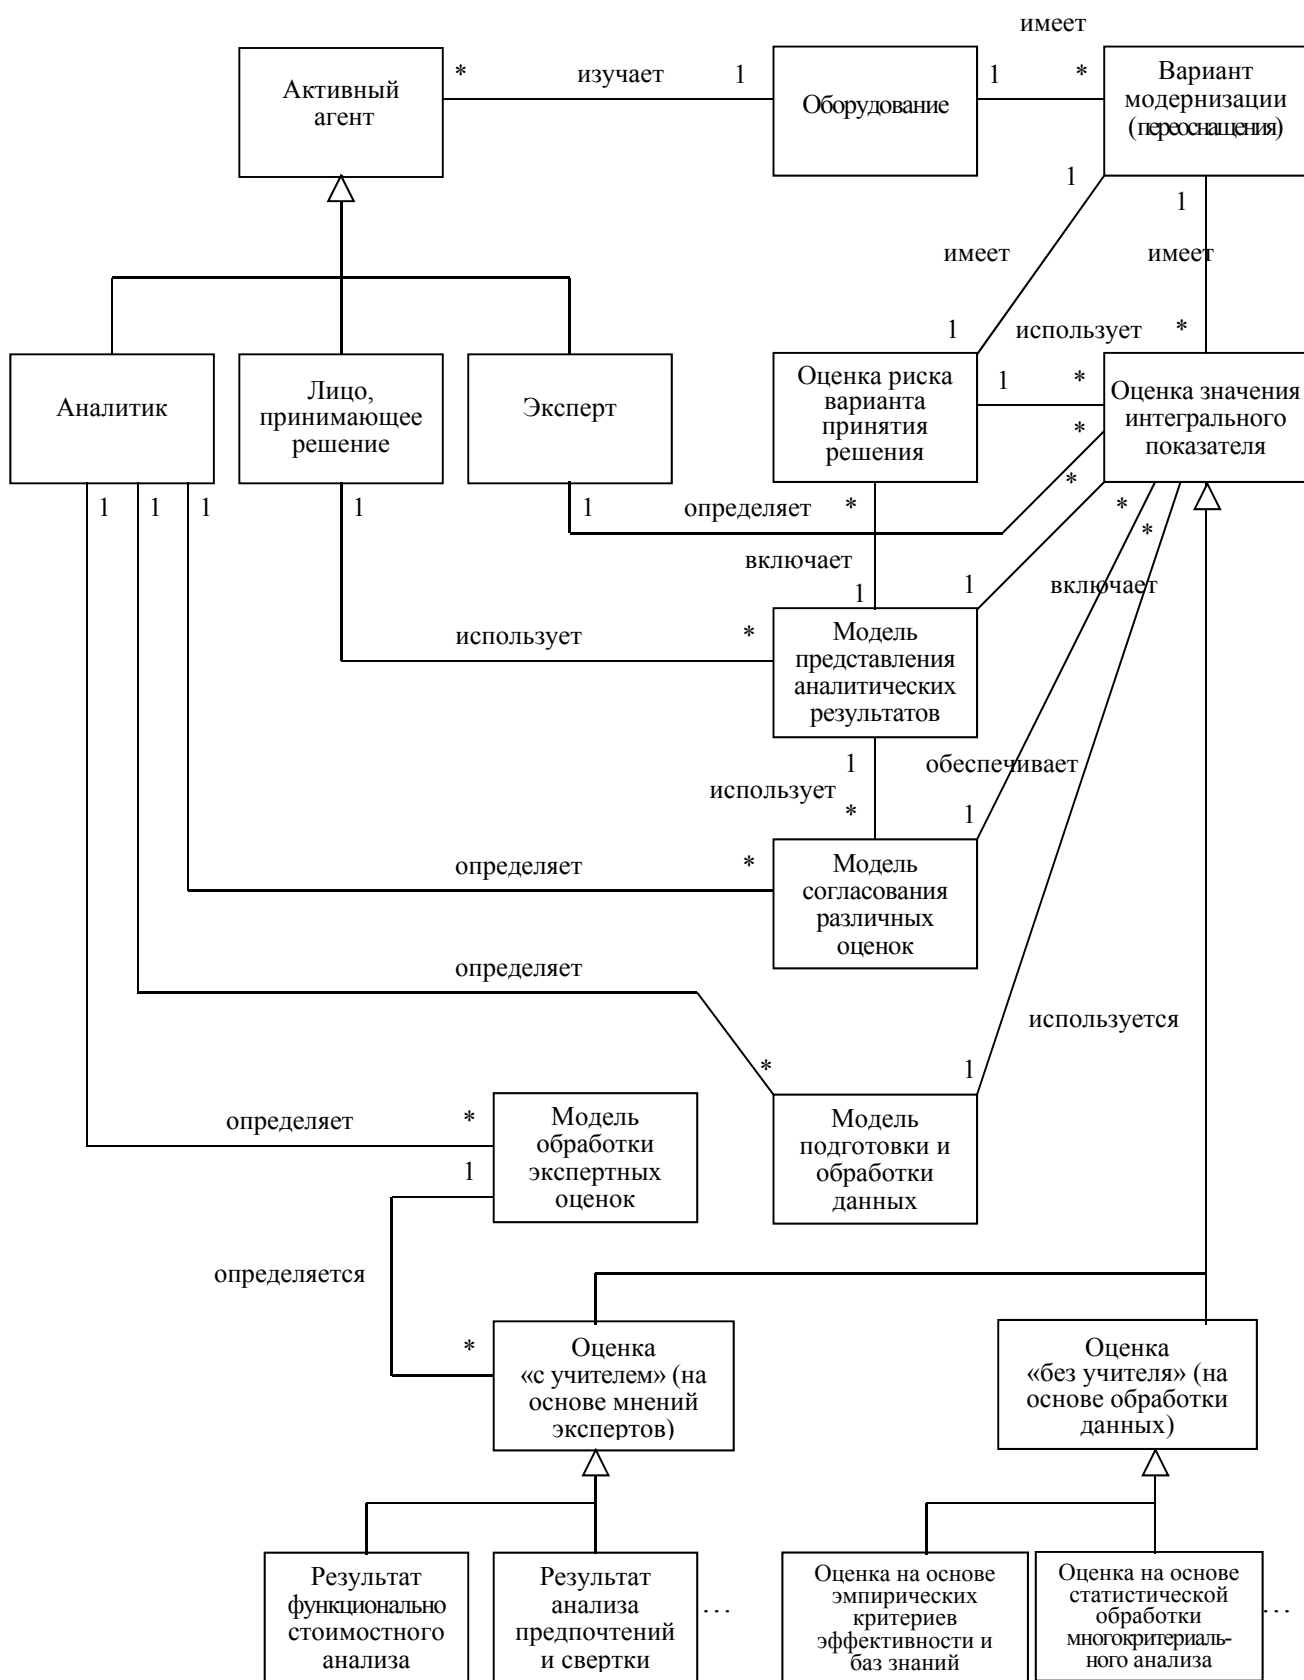 имеет
Активный
агент
*
изучает
1
Оборудование
1
*
Вариант
модернизации
(переоснащения)
1
1
имеет
имеет
1
использует
*
Аналитик
Лицо,
принимающее
решение
Эксперт
Оценка риска
варианта
принятия
решения
1
*
*
Оценка значения
интегрального
показателя
1
1
1
1
1
определяет
*
*
*
*
включает
1
1
включает
использует
*
Модель
представления
аналитических
результатов
1
использует
*
обеспечивает
1
определяет
*
Модель
согласования
различных
оценок
определяет
используется
*
1
определяет
*
1
Модель
обработки
экспертных
оценок
Модель
подготовки и
обработки
данных
определяется
*
Оценка
«с учителем» (на
основе мнений
экспертов)
Оценка
«без учителя» (на
основе обработки
данных)
Результат
функционально
стоимостного
анализа
Результат
анализа
предпочтений
и свертки
...
Оценка на основе
эмпирических
критериев
эффективности и
баз знаний
Оценка на основе
статистической
обработки
многокритериаль-
ного анализа
...